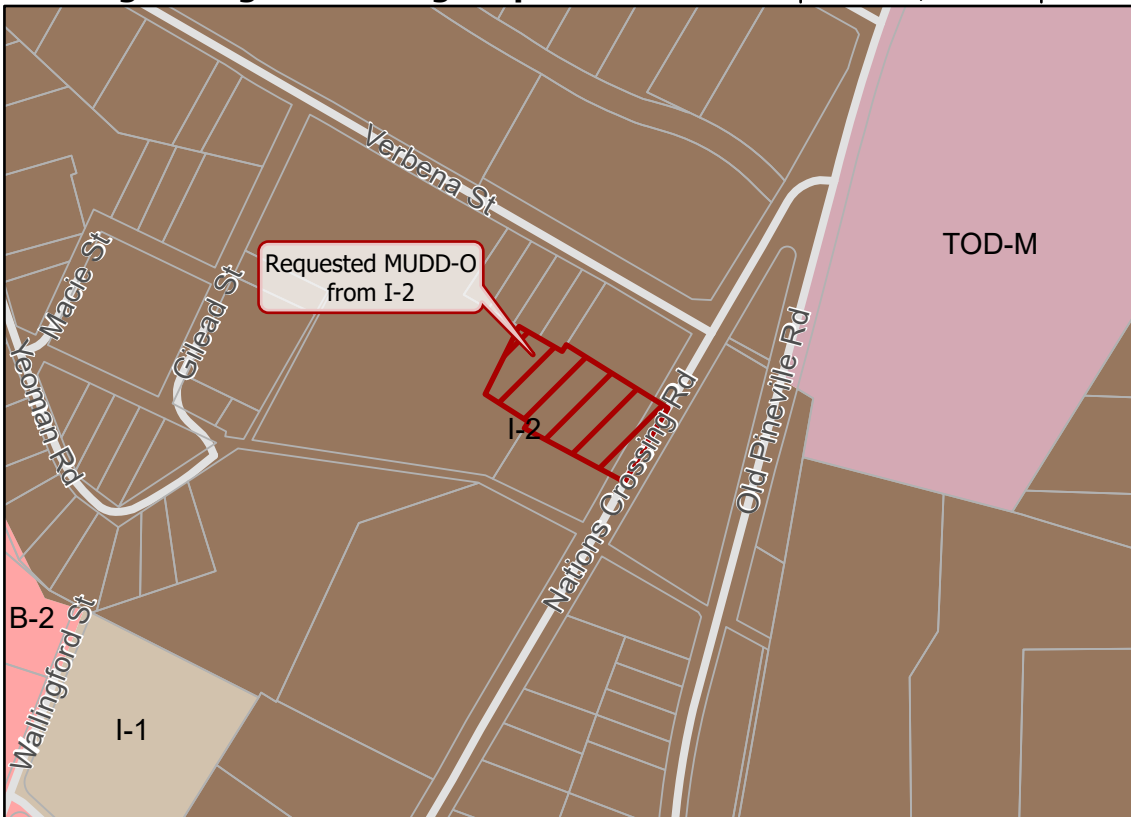 Verbena St
TOD-M
Requested MUDD-O
from I-2
Macie St
Gilead St
Yeoman Rd
I-2
Nations Crossing Rd
Old Pineville Rd
B-2
Wallingford St
I-1